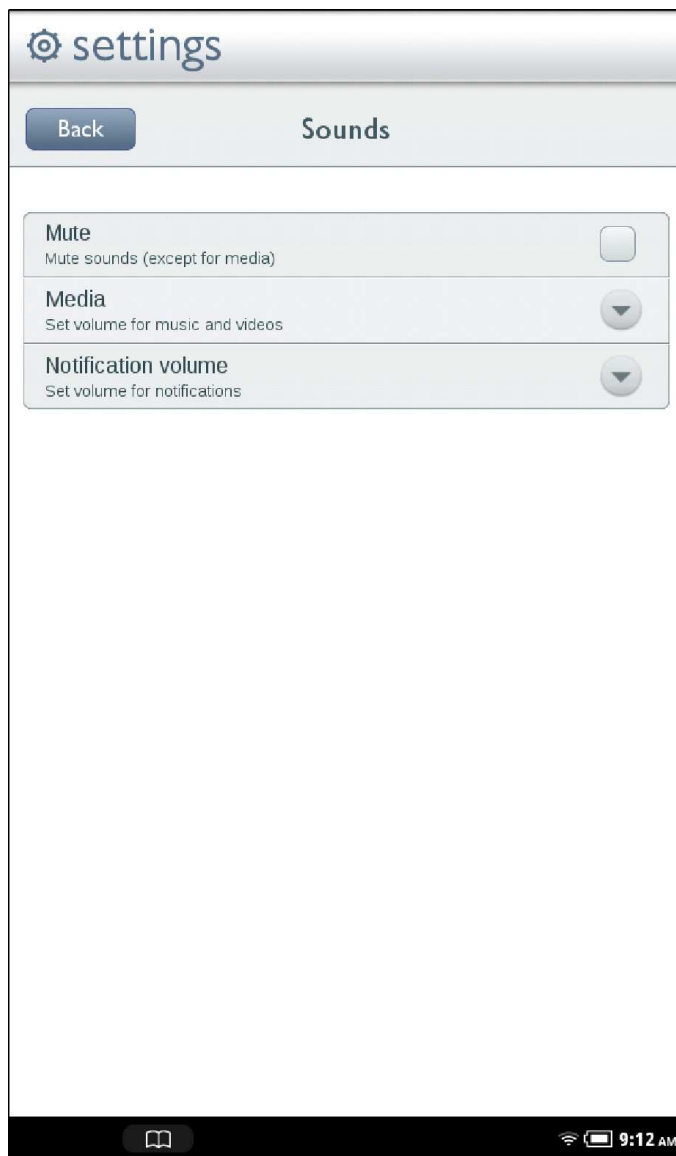 settings
Back
Sounds
Mute
Mute sounds (except for media)
Media
Set volume for music and videos
Notification volume
Set volume for notifications
9:12 AM